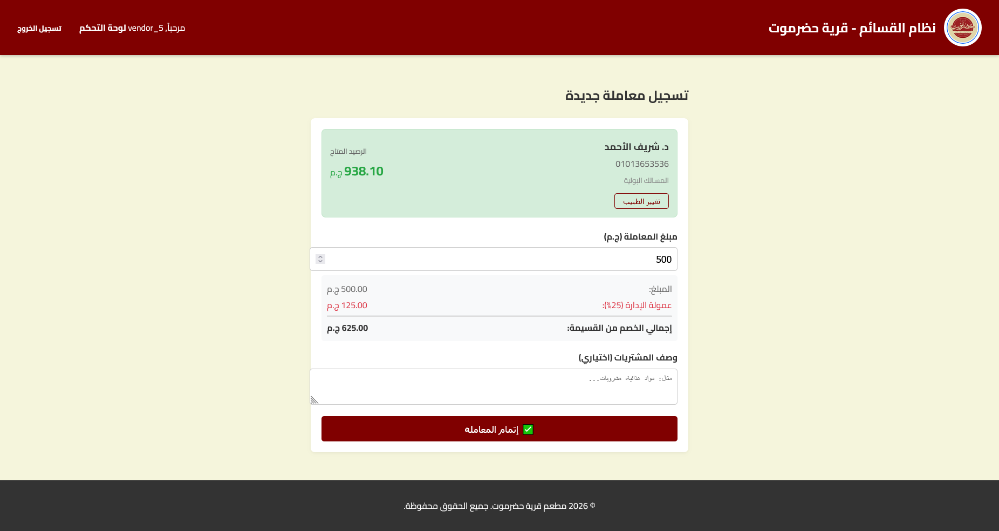 نظام القسائم - قرية حضرموت
مرحباً, vendor_5 لوحة التحكم
تسجيل الخروج
تسجيل معاملة جديدة
د. شريف الأحمد
01013653536
المسالك البولية
تغيير الطبيب
الرصيد المتاح
938.10 ج.م
مبلغ المعاملة (ج.م)
500
المبلغ: 500.00 ج.م
عمولة الإدارة (25%): 125.00 ج.م
إجمالي الخصم من القسيمة: 625.00 ج.م
وصف المشتريات (اختياري)
مثال: مواد غذائية، مشروبات...
✅ إتمام المعاملة
© 2026 مطعم قرية حضرموت. جميع الحقوق محفوظة.